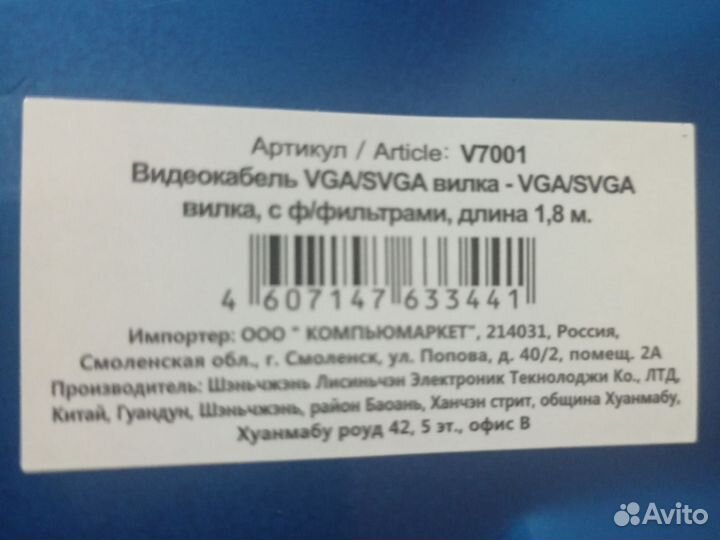 Артикул / Article: V7001
Видеокабель VGA/SVGA вилка - VGA/SVGA
вилка, с ф/фильтрами, длина 1,8 м.
4 607147 633441
Импортер: ООО " КОМПЬЮМАРКЕТ", 214031, Россия,
Смоленская обл., г. Смоленск, ул. Попова, д. 40/2, помещ. 2А
Производитель: Шэньчжэнь Лисиньчэн Электроник Текнолоджи Ко., ЛТД,
Китай, Гуандун, Шэньчжэнь, район Баоань, Ханчэн стрит, община Хуанмабу,
Хуанмабу роуд 42, 5 эт., офис В
Avito